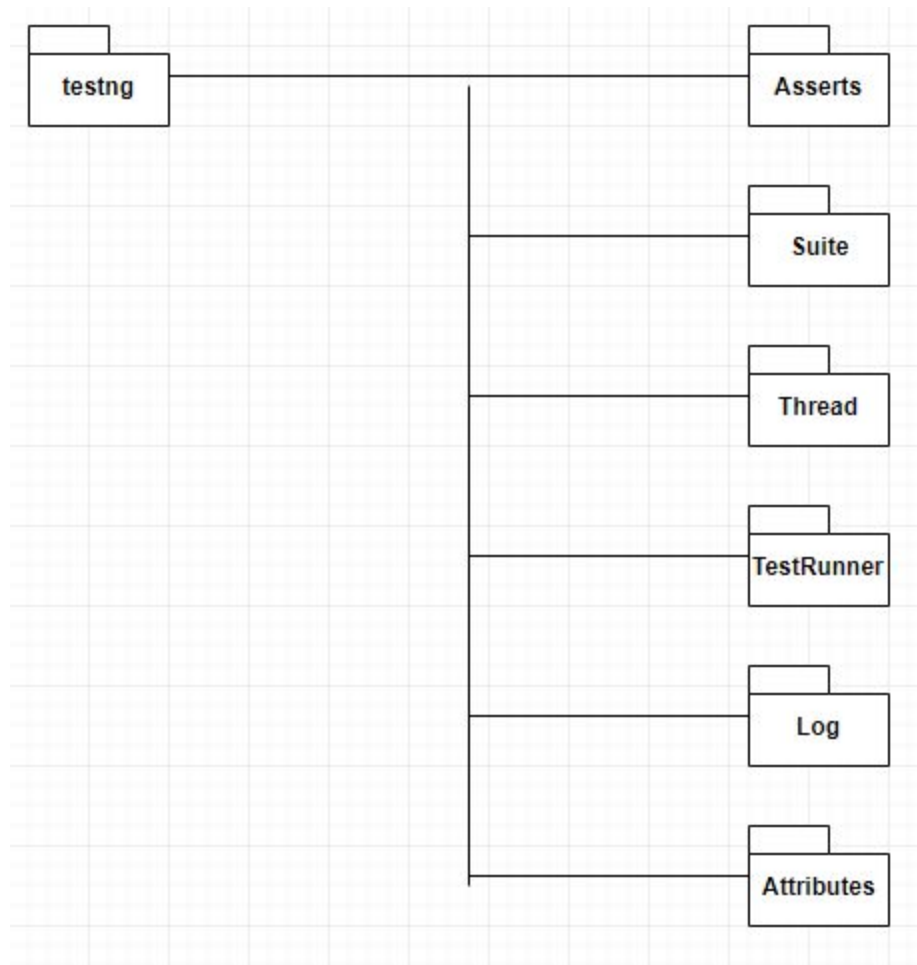 testng
Asserts
Suite
Thread
TestRunner
Log
Attributes